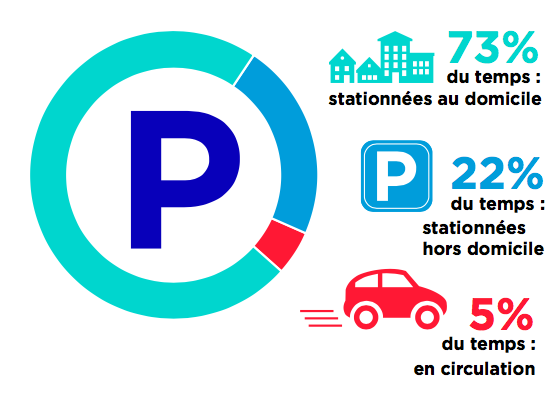 P
73%
du temps :
stationnées au domicile
P
22%
du temps :
stationnées
hors domicile
5%
du temps :
en circulation